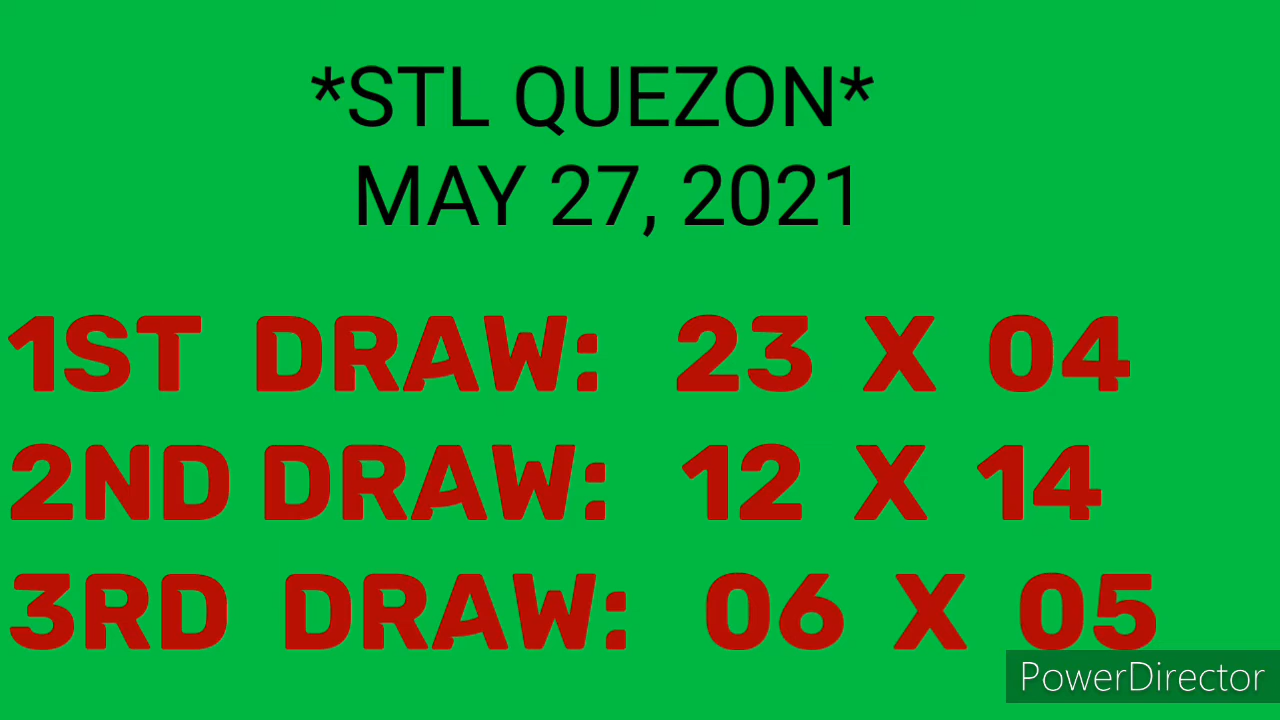 *STL QUEZON*
MAY 27, 2021
1ST DRAW: 23 X 04
2ND DRAW: 12 X 14
3RD DRAW: 06 X 05
PowerDirector